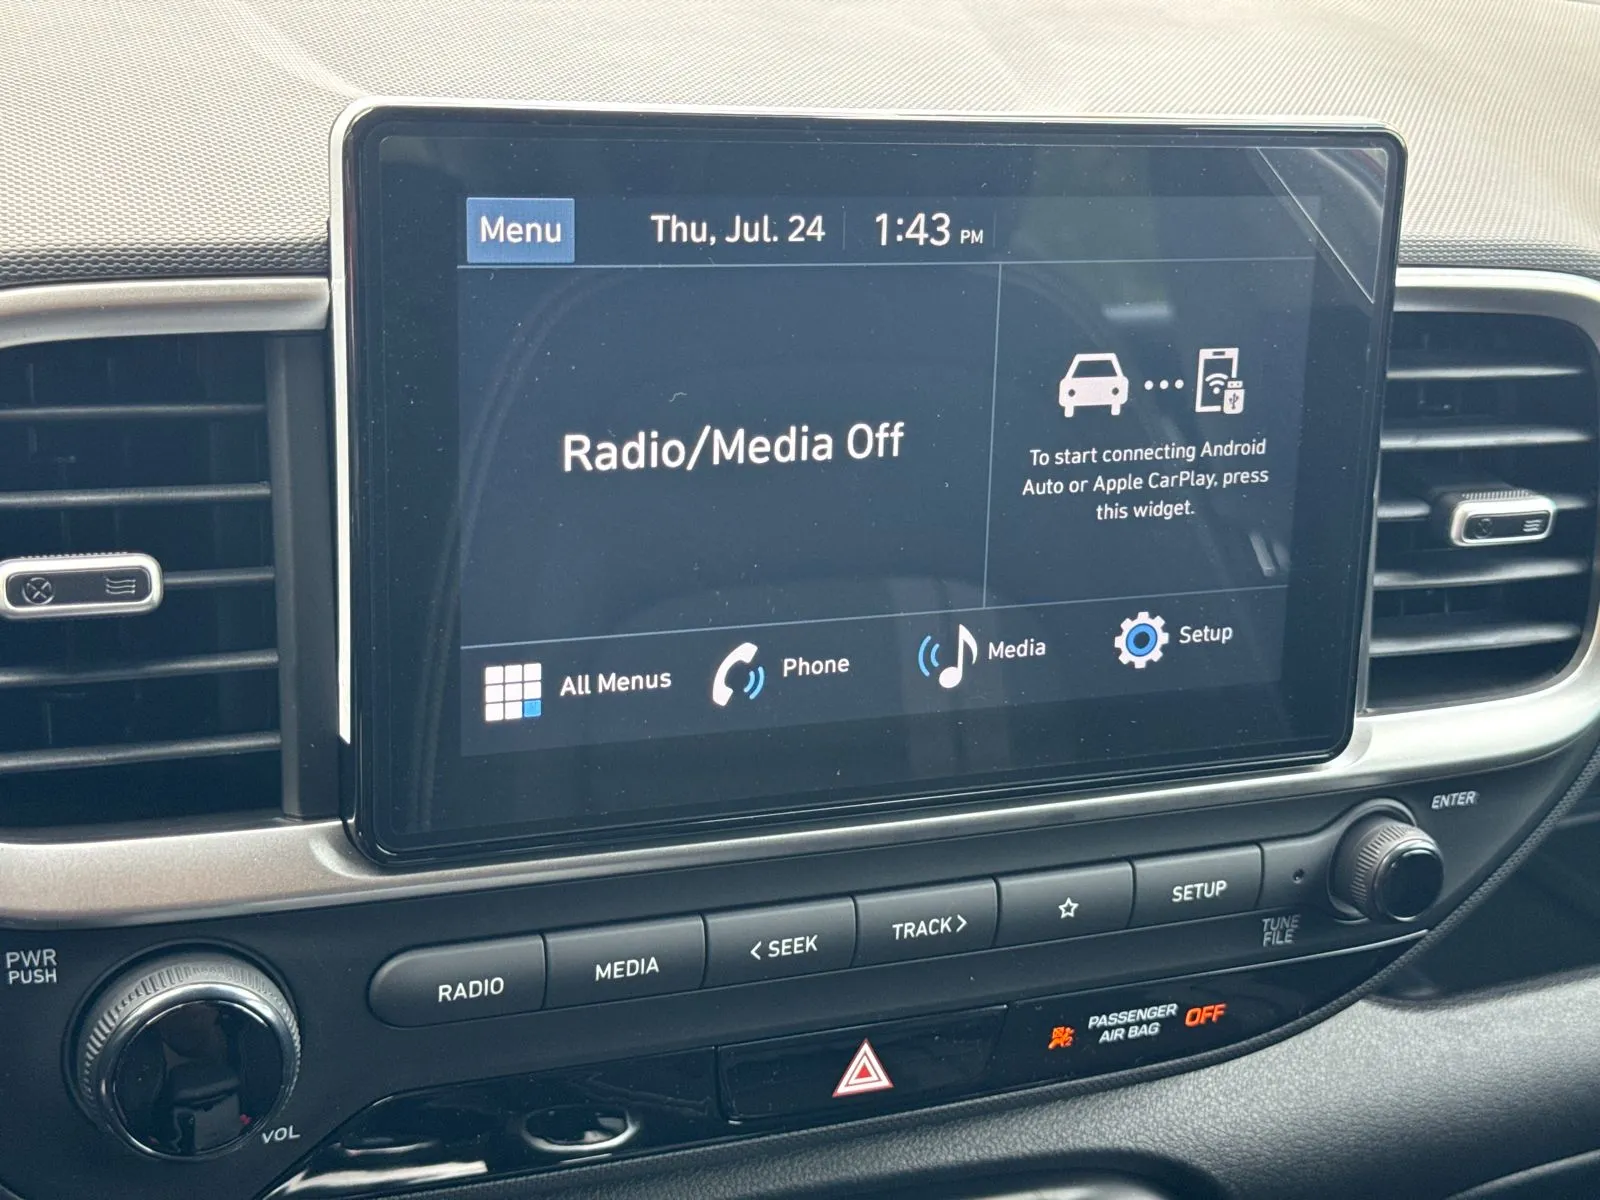 Menu
Thu, Jul. 24
1:43 PM
Radio/Media Off
To start connecting Android
Auto or Apple CarPlay, press
this widget.
All Menus
Phone
Media
Setup
ENTER
PWR
PUSH
RADIO
MEDIA
< SEEK
TRACK >
☆
SETUP
TUNE
FILE
VOL
PASSENGER
AIR BAG
OFF